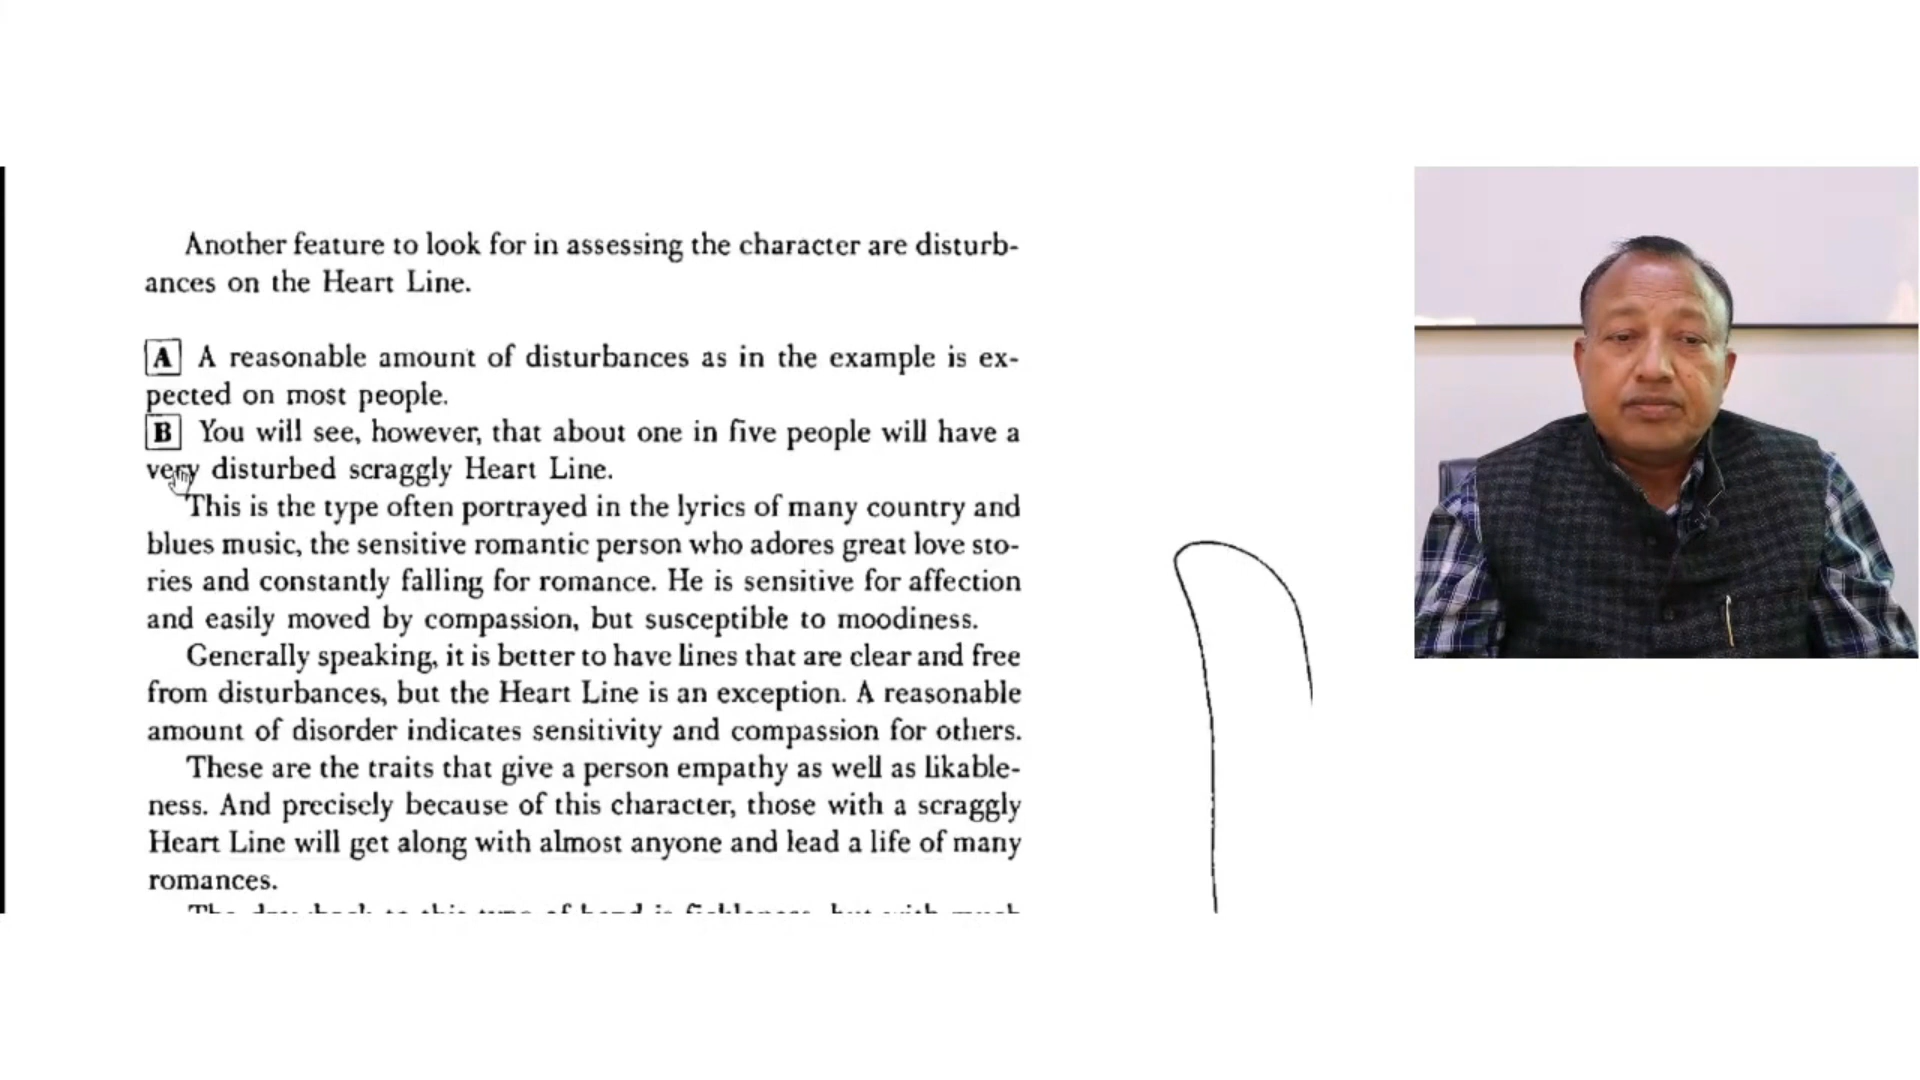 Another feature to look for in assessing the character are disturb-
ances on the Heart Line.
A A reasonable amount of disturbances as in the example is ex-
pected on most people.
B You will see, however, that about one in five people will have a
very disturbed scraggly Heart Line.
This is the type often portrayed in the lyrics of many country and
blues music, the sensitive romantic person who adores great love sto-
ries and constantly falling for romance. He is sensitive for affection
and easily moved by compassion, but susceptible to moodiness.
Generally speaking, it is better to have lines that are clear and free
from disturbances, but the Heart Line is an exception. A reasonable
amount of disorder indicates sensitivity and compassion for others.
These are the traits that give a person empathy as well as likable-
ness. And precisely because of this character, those with a scraggly
Heart Line will get along with almost anyone and lead a life of many
romances.